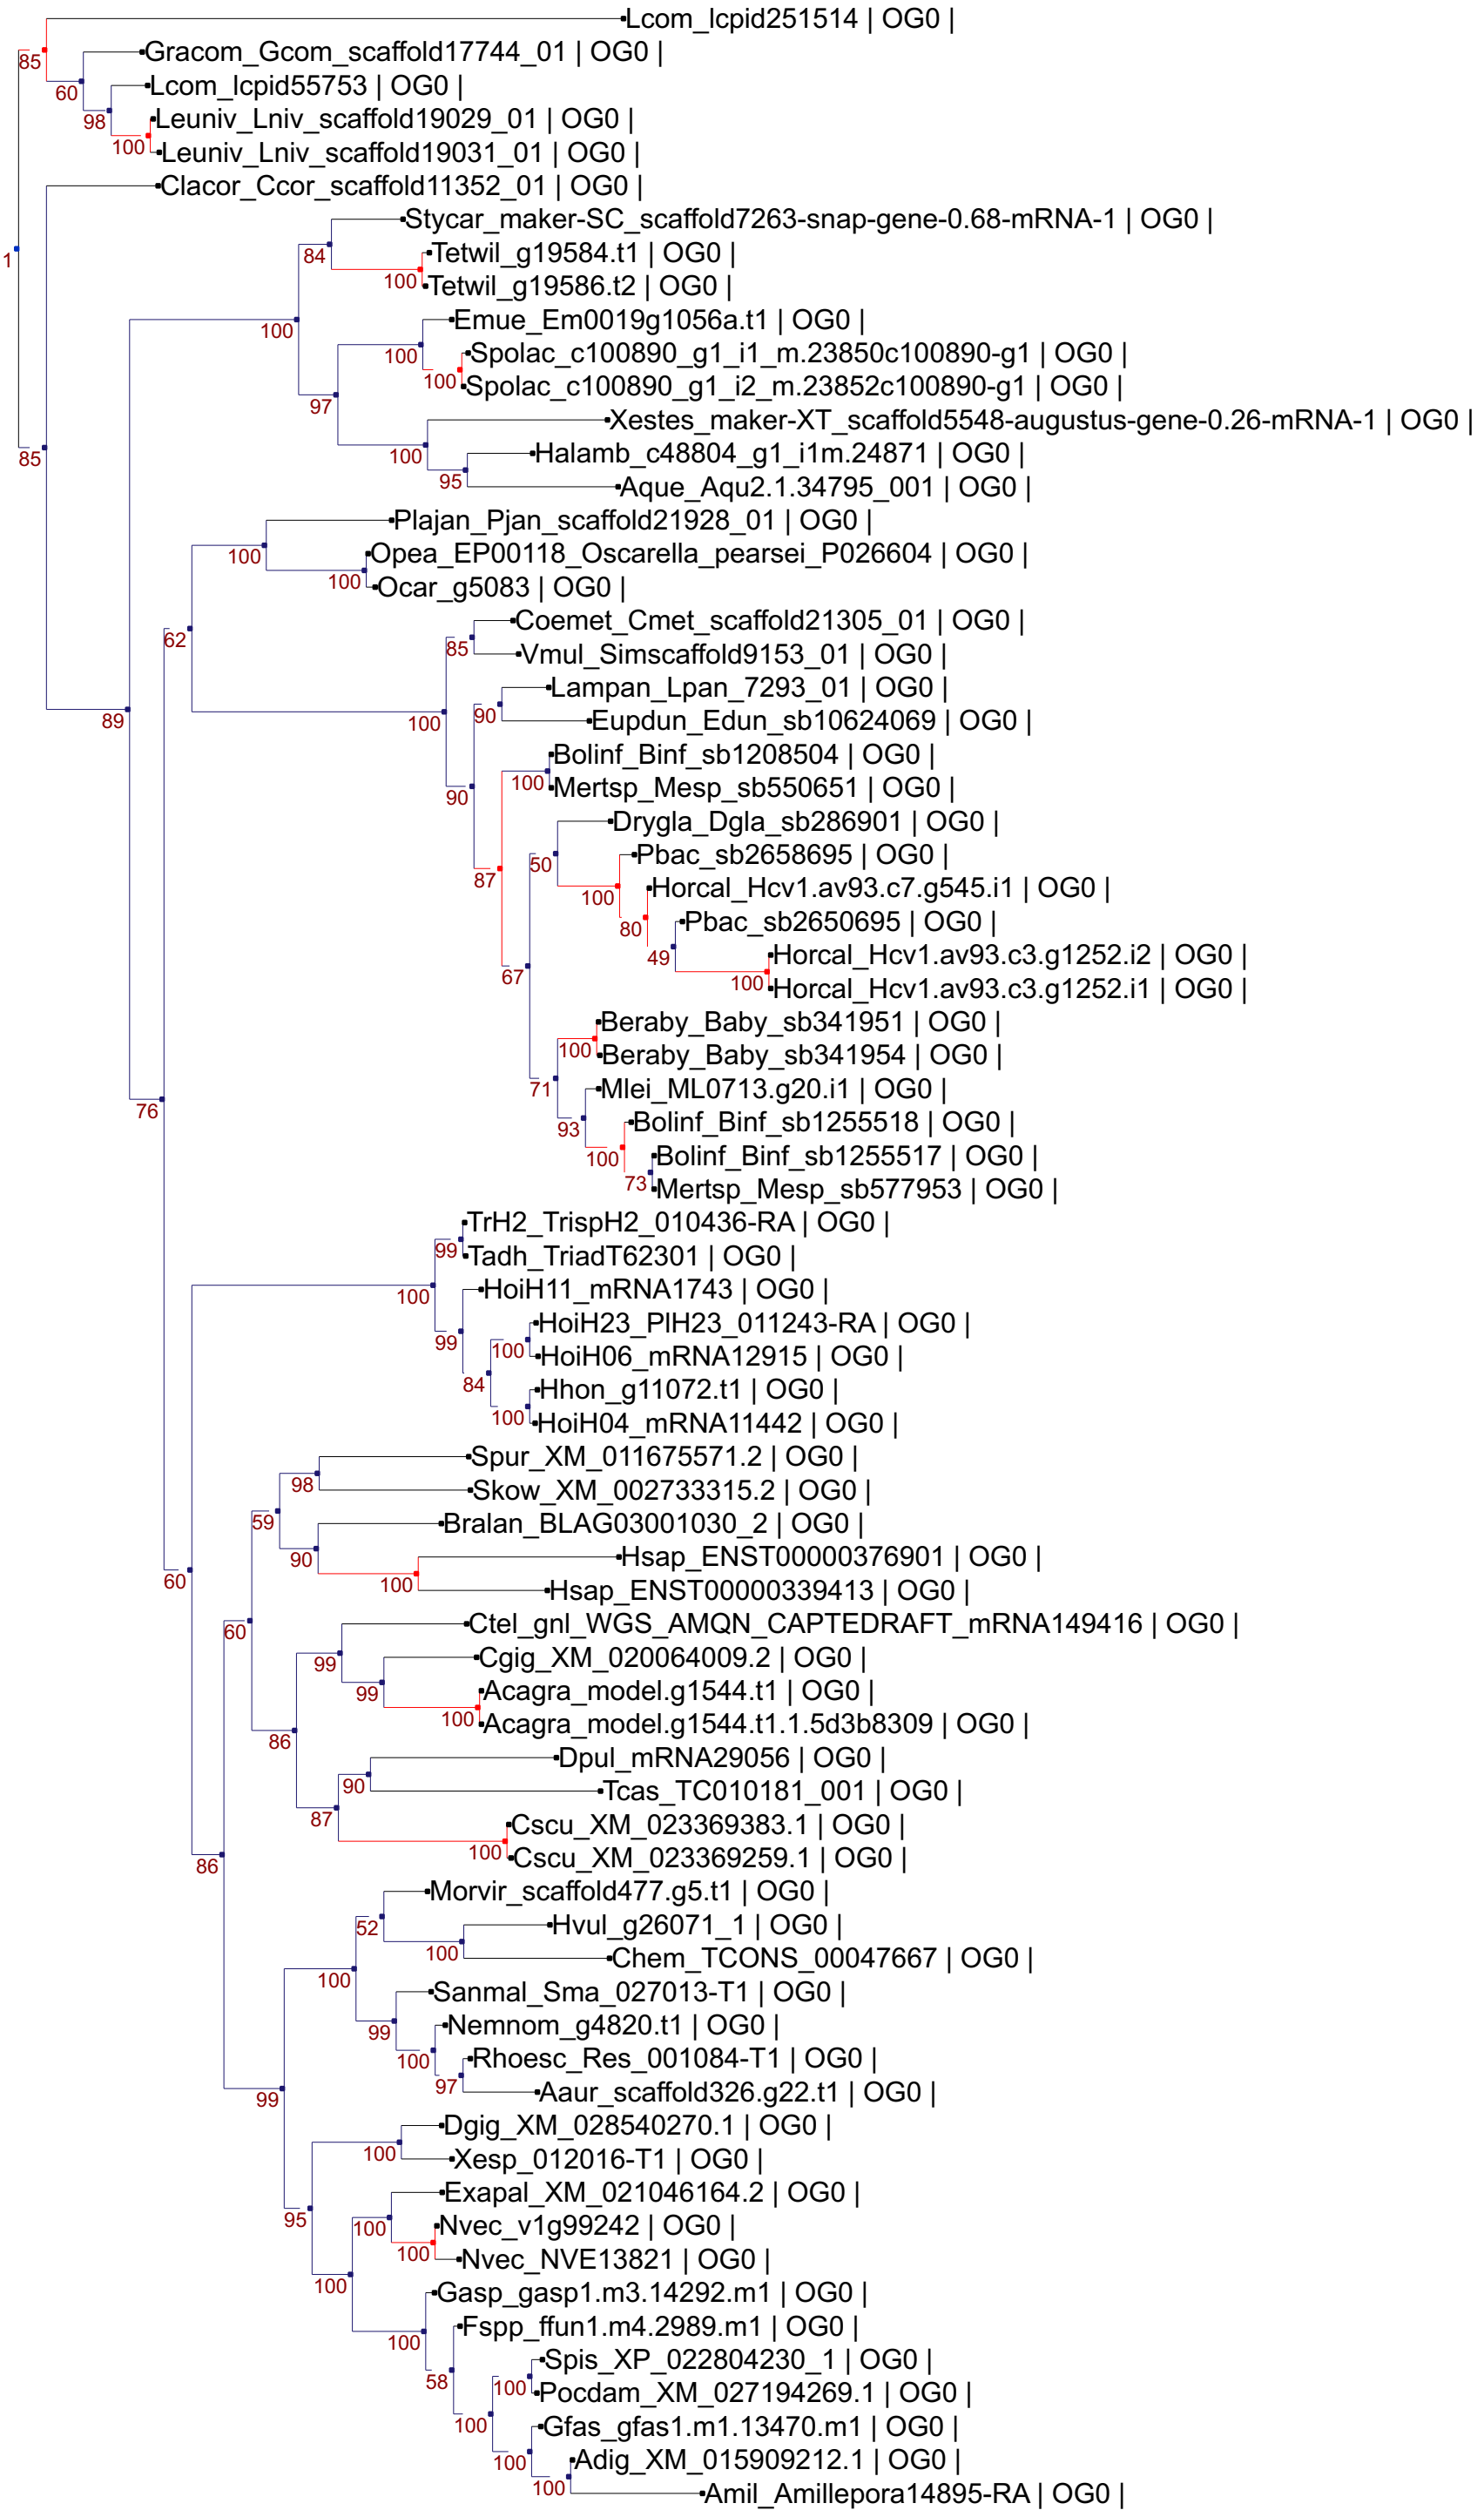 Lcom_lcpid251514 | OG0 |
85
Gracom_Gcom_scaffold17744_01 | OG0 |
60
Lcom_lcpid55753 | OG0 |
98
Leuniv_Lniv_scaffold19029_01 | OG0 |
100
Leuniv_Lniv_scaffold19031_01 | OG0 |
Clacor_Ccor_scaffold11352_01 | OG0 |
Stycar_maker-SC_scaffold7263-snap-gene-0.68-mRNA-1 | OG0 |
1
84
Tetwil_g19584.t1 | OG0 |
100
Tetwil_g19586.t2 | OG0 |
100
Emue_Em0019g1056a.t1 | OG0 |
100
Spolac_c100890_g1_i1_m.23850c100890-g1 | OG0 |
100
Spolac_c100890_g1_i2_m.23852c100890-g1 | OG0 |
97
Xestes_maker-XT_scaffold5548-augustus-gene-0.26-mRNA-1 | OG0 |
85
100
Halamb_c48804_g1_i1m.24871 | OG0 |
95
Aque_Aqu2.1.34795_001 | OG0 |
Plajan_Pjan_scaffold21928_01 | OG0 |
100
Opea_EP00118_Oscarella_pearsei_P026604 | OG0 |
100
Ocar_g5083 | OG0 |
Coemet_Cmet_scaffold21305_01 | OG0 |
62
85
Vmul_Simscaffold9153_01 | OG0 |
Lampan_Lpan_7293_01 | OG0 |
89
100
90
Eupdun_Edun_sb10624069 | OG0 |
Bolinf_Binf_sb1208504 | OG0 |
100
90
Mertsp_Mesp_sb550651 | OG0 |
Drygla_Dgla_sb286901 | OG0 |
50
Pbac_sb2658695 | OG0 |
87
100
Horcal_Hcv1.av93.c7.g545.i1 | OG0 |
80
Pbac_sb2650695 | OG0 |
49
Horcal_Hcv1.av93.c3.g1252.i2 | OG0 |
67
100
Horcal_Hcv1.av93.c3.g1252.i1 | OG0 |
Beraby_Baby_sb341951 | OG0 |
100
Beraby_Baby_sb341954 | OG0 |
71
Mlei_ML0713.g20.i1 | OG0 |
76
93
Bolinf_Binf_sb1255518 | OG0 |
100
Bolinf_Binf_sb1255517 | OG0 |
73
Mertsp_Mesp_sb577953 | OG0 |
TrH2_TrispH2_010436-RA | OG0 |
99
Tadh_TriadT62301 | OG0 |
100
HoiH11_mRNA1743 | OG0 |
99
HoiH23_PlH23_011243-RA | OG0 |
100
HoiH06_mRNA12915 | OG0 |
84
Hhon_g11072.t1 | OG0 |
100
HoiH04_mRNA11442 | OG0 |
Spur_XM_011675571.2 | OG0 |
98
Skow_XM_002733315.2 | OG0 |
59
Bralan_BLAG03001030_2 | OG0 |
90
Hsap_ENST00000376901 | OG0 |
60
100
Hsap_ENST00000339413 | OG0 |
60
Ctel_gnl_WGS_AMQN_CAPTEDRAFT_mRNA149416 | OG0 |
99
Cgig_XM_020064009.2 | OG0 |
99
Acagra_model.g1544.t1 | OG0 |
100
Acagra_model.g1544.t1.1.5d3b8309 | OG0 |
86
Dpul_mRNA29056 | OG0 |
90
Tcas_TC010181_001 | OG0 |
87
Cscu_XM_023369383.1 | OG0 |
100
Cscu_XM_023369259.1 | OG0 |
86
Morvir_scaffold477.g5.t1 | OG0 |
52
Hvul_g26071_1 | OG0 |
100
Chem_TCONS_00047667 | OG0 |
100
Sanmal_Sma_027013-T1 | OG0 |
99
Nemnom_g4820.t1 | OG0 |
100
Rhoesc_Res_001084-T1 | OG0 |
97
Aaur_scaffold326.g22.t1 | OG0 |
99
Dgig_XM_028540270.1 | OG0 |
100
Xesp_012016-T1 | OG0 |
Exapal_XM_021046164.2 | OG0 |
95
100
Nvec_v1g99242 | OG0 |
100
Nvec_NVE13821 | OG0 |
100
Gasp_gasp1.m3.14292.m1 | OG0 |
Fspp_ffun1.m4.2989.m1 | OG0 |
100
Spis_XP_022804230_1 | OG0 |
58
100
Pocdam_XM_027194269.1 | OG0 |
100
Gfas_gfas1.m1.13470.m1 | OG0 |
100
Adig_XM_015909212.1 | OG0 |
100
Amil_Amillepora14895-RA | OG0 |